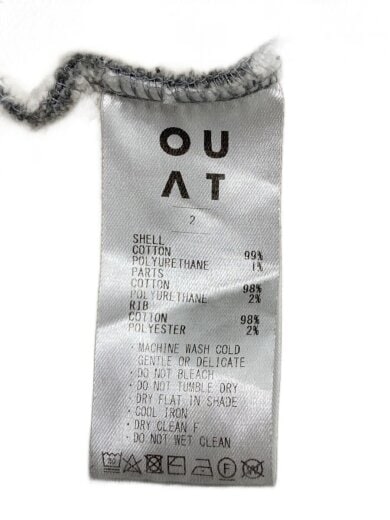 OU
ΛT
2
SHELL
COTTON 99%
POLYURETHANE 1%
PARTS
COTTON 98%
POLYURETHANE 2%
RIB
COTTON 98%
POLYESTER 2%
・MACHINE WASH COLD
GENTLE OR DELICATE
・DO NOT BLEACH
・DO NOT TUMBLE DRY
・DRY FLAT IN SHADE
・COOL IRON
・DRY CLEAN F
・DO NOT WET CLEAN